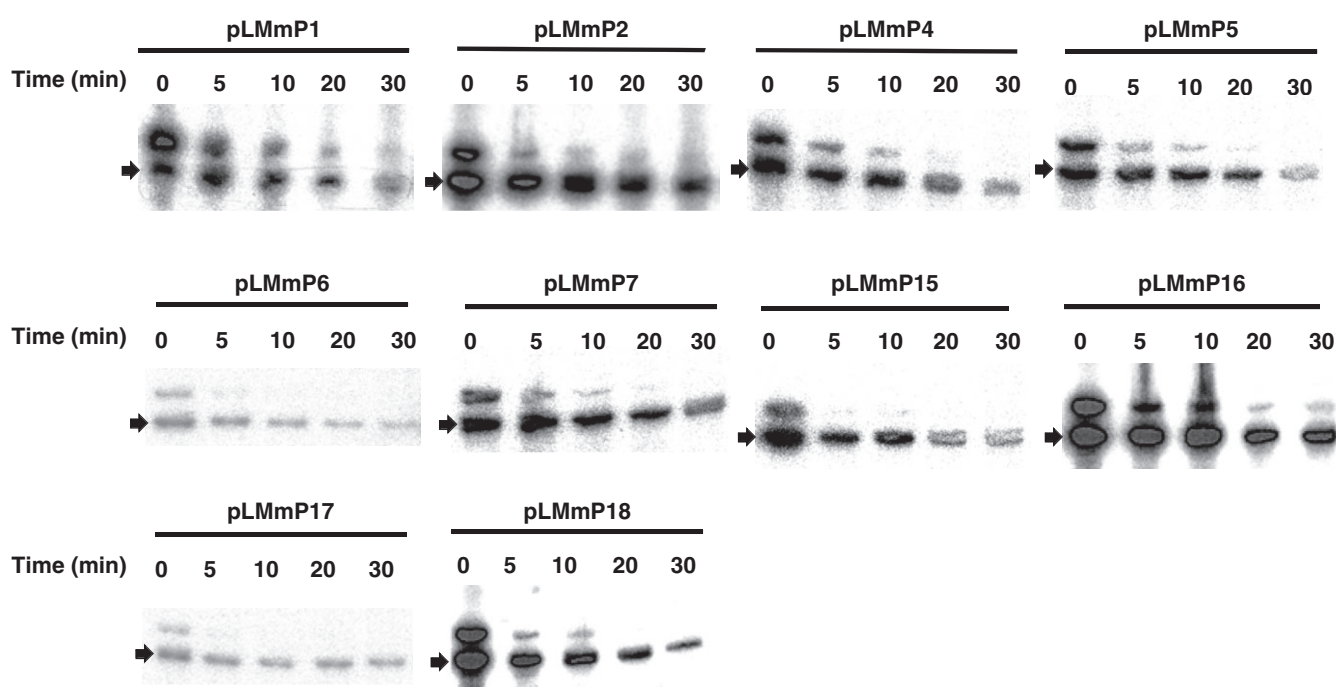 pLMmP1 pLMmP2 pLMmP4 pLMmP5
Time (min) 0 5 10 20 30 0 5 10 20 30 0 5 10 20 30 0 5 10 20 30
pLMmP6 pLMmP7 pLMmP15 pLMmP16
Time (min) 0 5 10 20 30 0 5 10 20 30 0 5 10 20 30 0 5 10 20 30
pLMmP17 pLMmP18
Time (min) 0 5 10 20 30 0 5 10 20 30